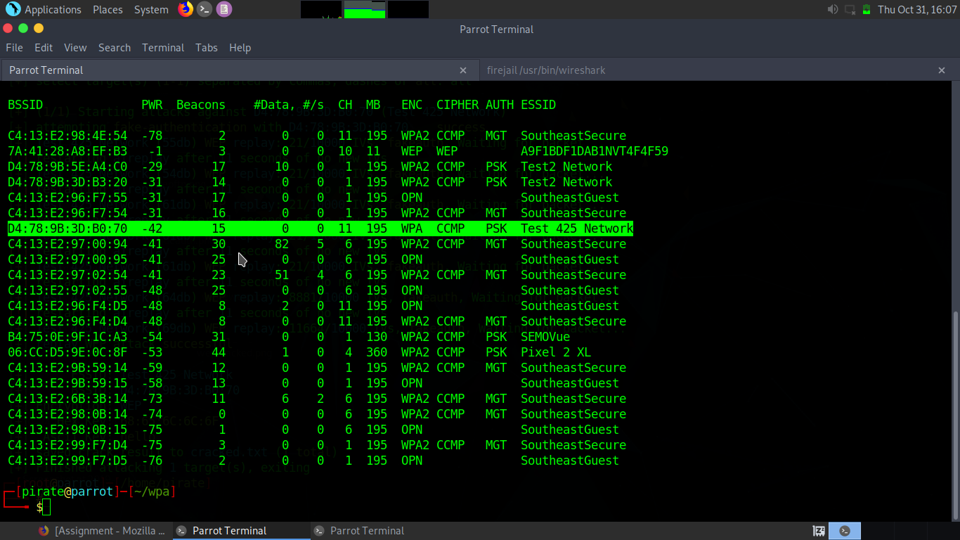 Applications Places System Thu Oct 31, 16:07
Parrot Terminal
File Edit View Search Terminal Tabs Help
Parrot Terminal × firejail /usr/bin/wireshark ×
BSSID PWR Beacons #Data, #/s CH MB ENC CIPHER AUTH ESSID
C4:13:E2:98:4E:54 -78 2 0 0 11 195 WPA2 CCMP MGT SoutheastSecure
7A:41:28:A8:EF:B3 -1 3 0 0 10 11 WEP WEP A9F1BDF1DAB1NVT4F4F59
D4:78:9B:5E:A4:C0 -29 17 10 0 1 195 WPA2 CCMP PSK Test2 Network
D4:78:9B:3D:B3:20 -31 14 0 0 1 195 WPA2 CCMP PSK Test2 Network
C4:13:E2:96:F7:55 -31 17 0 0 1 195 OPN SoutheastGuest
C4:13:E2:96:F7:54 -31 16 0 0 1 195 WPA2 CCMP MGT SoutheastSecure
D4:78:9B:3D:B0:70 -42 15 0 0 11 195 WPA CCMP PSK Test 425 Network
C4:13:E2:97:00:94 -41 30 82 5 6 195 WPA2 CCMP MGT SoutheastSecure
C4:13:E2:97:00:95 -41 25 0 0 6 195 OPN SoutheastGuest
C4:13:E2:97:02:54 -41 23 51 4 6 195 WPA2 CCMP MGT SoutheastSecure
C4:13:E2:97:02:55 -48 25 0 0 6 195 OPN SoutheastGuest
C4:13:E2:96:F4:D5 -48 8 2 0 11 195 OPN SoutheastGuest
C4:13:E2:96:F4:D4 -48 8 0 0 11 195 WPA2 CCMP MGT SoutheastSecure
B4:75:0E:9F:1C:A3 -54 31 0 0 1 130 WPA2 CCMP PSK SEMOVue
06:CC:D5:9E:0C:8F -53 44 1 0 4 360 WPA2 CCMP PSK Pixel 2 XL
C4:13:E2:9B:59:14 -59 12 0 0 1 195 WPA2 CCMP MGT SoutheastSecure
C4:13:E2:9B:59:15 -58 13 0 0 1 195 OPN SoutheastGuest
C4:13:E2:6B:3B:14 -73 11 6 2 6 195 WPA2 CCMP MGT SoutheastSecure
C4:13:E2:98:0B:14 -74 0 0 0 6 195 WPA2 CCMP MGT SoutheastSecure
C4:13:E2:98:0B:15 -75 1 0 0 6 195 OPN SoutheastGuest
C4:13:E2:99:F7:D4 -75 3 0 0 1 195 WPA2 CCMP MGT SoutheastSecure
C4:13:E2:99:F7:D5 -76 2 0 0 1 195 OPN SoutheastGuest
[pirate@parrot]-[~/wpa]
$
[Assignment - Mozilla ... Parrot Terminal Parrot Terminal